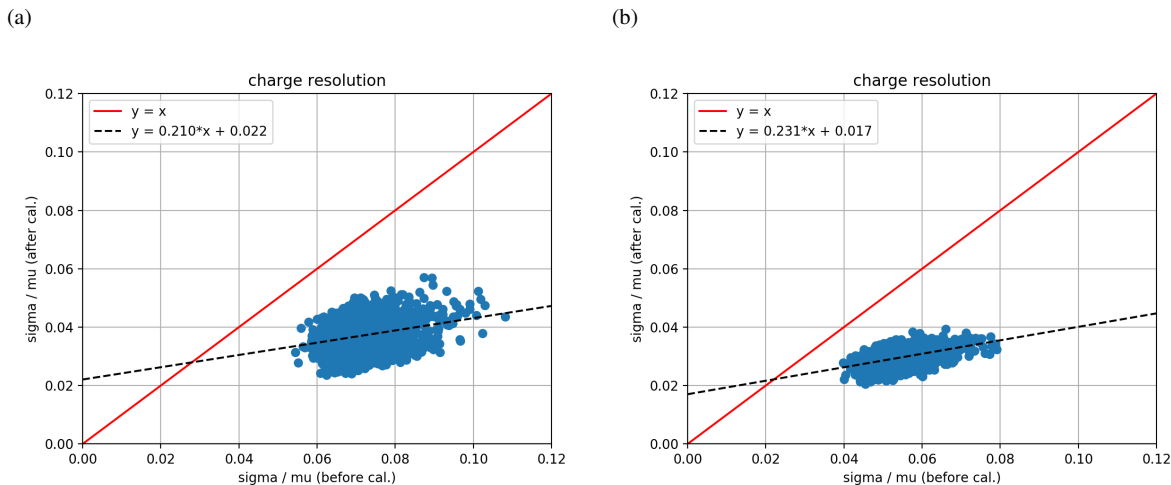 (a)
charge resolution
y = x
y = 0.210*x + 0.022
sigma / mu (after cal.)
0.12
0.10
0.08
0.06
0.04
0.02
0.00
0.00 0.02 0.04 0.06 0.08 0.10 0.12
sigma / mu (before cal.)
(b)
charge resolution
y = x
y = 0.231*x + 0.017
sigma / mu (after cal.)
0.12
0.10
0.08
0.06
0.04
0.02
0.00
0.00 0.02 0.04 0.06 0.08 0.10 0.12
sigma / mu (before cal.)